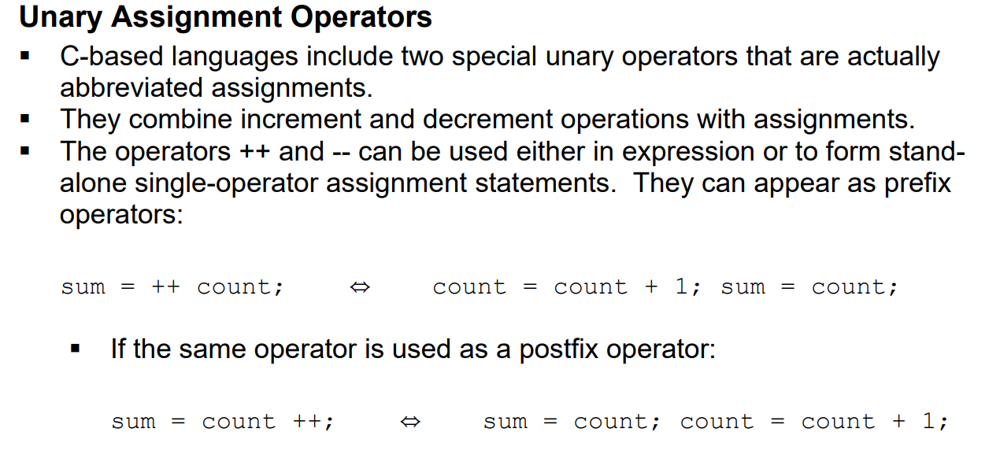 Unary Assignment Operators
▪ C-based languages include two special unary operators that are actually
abbreviated assignments.
▪ They combine increment and decrement operations with assignments.
▪ The operators ++ and -- can be used either in expression or to form stand-
alone single-operator assignment statements.  They can appear as prefix
operators:
sum = ++ count; ⇔ count = count + 1; sum = count;
▪ If the same operator is used as a postfix operator:
sum = count ++; ⇔ sum = count; count = count + 1;